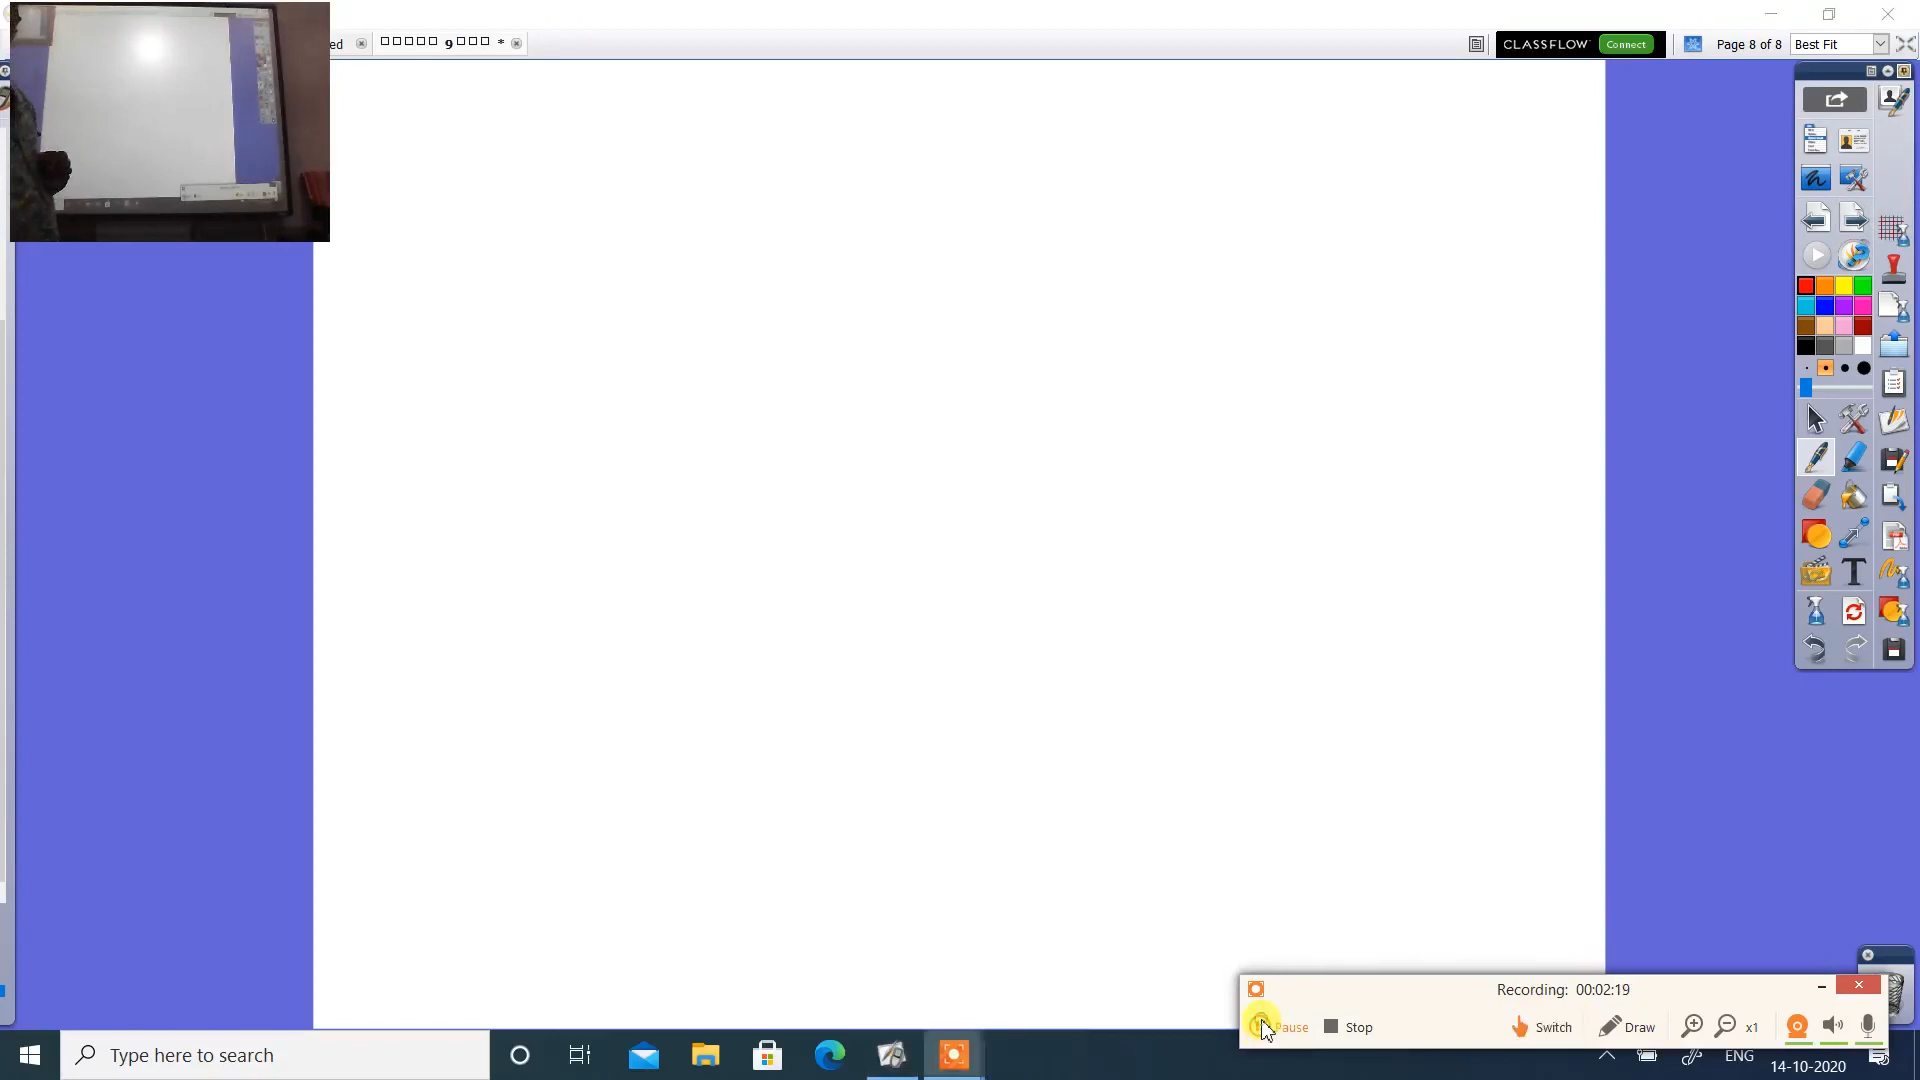 ed
9 *
CLASSFLOW Connect Page 8 of 8 Best Fit
T
Recording: 00:02:19
Pause Stop Switch Draw x1
Type here to search
ENG
14-10-2020